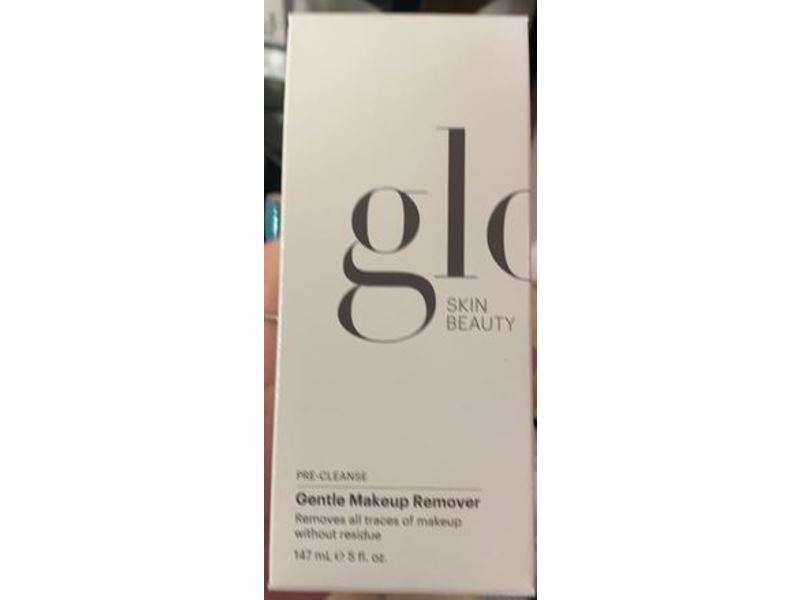 glo
SKIN
BEAUTY
PRE-CLEANSE
Gentle Makeup Remover
Removes all traces of makeup
without residue
147 mL ℮ 5 fl. oz.